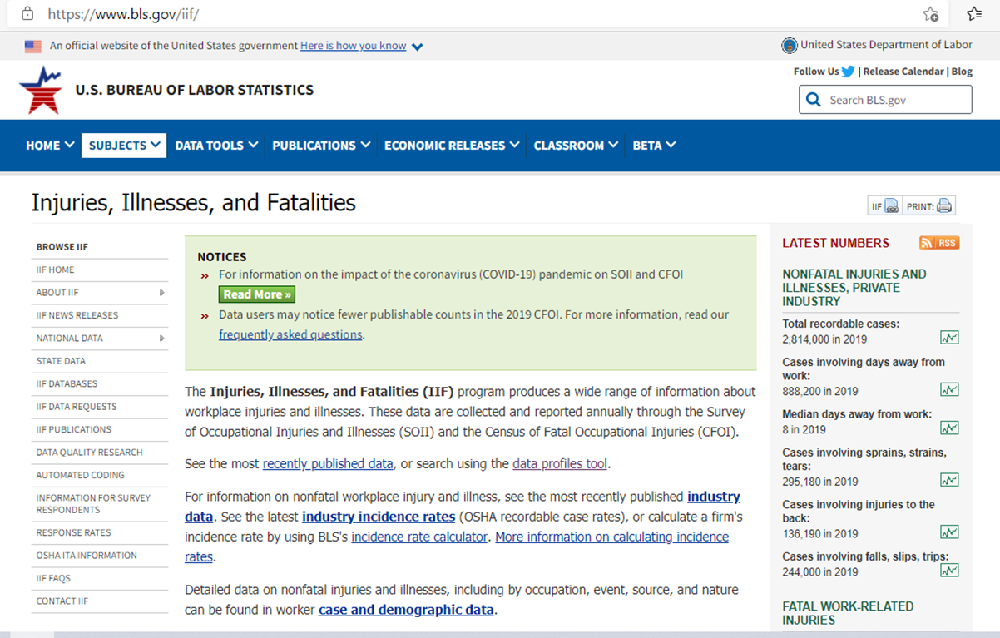 https://www.bls.gov/iif/
An official website of the United States government Here is how you know
United States Department of Labor
Follow Us | Release Calendar | Blog
U.S. BUREAU OF LABOR STATISTICS
Search BLS.gov
HOME SUBJECTS DATA TOOLS PUBLICATIONS ECONOMIC RELEASES CLASSROOM BETA
Injuries, Illnesses, and Fatalities
IIF PRINT:
BROWSE IIF
IIF HOME
ABOUT IIF
IIF NEWS RELEASES
NATIONAL DATA
STATE DATA
IIF DATABASES
IIF DATA REQUESTS
IIF PUBLICATIONS
DATA QUALITY RESEARCH
AUTOMATED CODING
INFORMATION FOR SURVEY
RESPONDENTS
RESPONSE RATES
OSHA ITA INFORMATION
IIF FAQS
CONTACT IIF
NOTICES
» For information on the impact of the coronavirus (COVID-19) pandemic on SOII and CFOI
Read More »
» Data users may notice fewer publishable counts in the 2019 CFOI. For more information, read our
frequently asked questions.
The Injuries, Illnesses, and Fatalities (IIF) program produces a wide range of information about
workplace injuries and illnesses. These data are collected and reported annually through the Survey
of Occupational Injuries and Illnesses (SOII) and the Census of Fatal Occupational Injuries (CFOI).
See the most recently published data, or search using the data profiles tool.
For information on nonfatal workplace injury and illness, see the most recently published industry
data. See the latest industry incidence rates (OSHA recordable case rates), or calculate a firm's
incidence rate by using BLS's incidence rate calculator. More information on calculating incidence
rates.
Detailed data on nonfatal injuries and illnesses, including by occupation, event, source, and nature
can be found in worker case and demographic data.
LATEST NUMBERS
RSS
NONFATAL INJURIES AND
ILLNESSES, PRIVATE
INDUSTRY
Total recordable cases:
2,814,000 in 2019
Cases involving days away from
work:
888,200 in 2019
Median days away from work:
8 in 2019
Cases involving sprains, strains,
tears:
295,180 in 2019
Cases involving injuries to the
back:
136,190 in 2019
Cases involving falls, slips, trips:
244,000 in 2019
FATAL WORK-RELATED
INJURIES